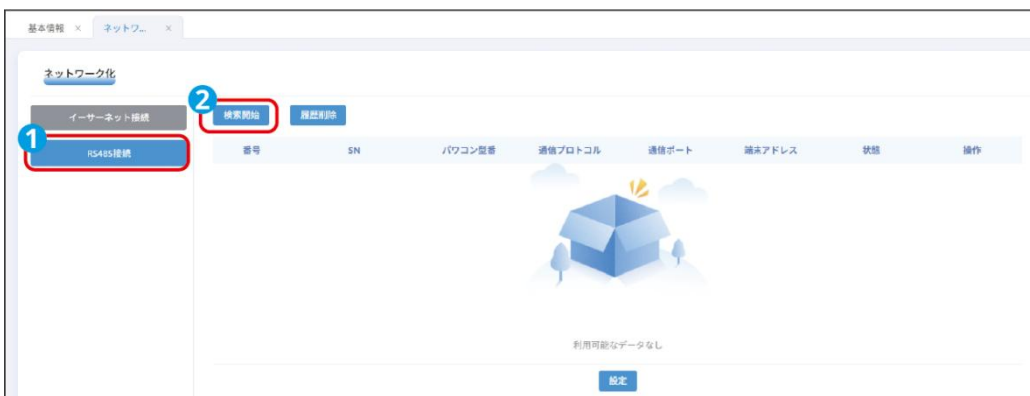 基本情報 × ネットワ... ×
ネットワーク化
イーサーネット接続
1
RS485接続
2
検索開始 履歴削除
番号 SN パワコン型番 通信プロトコル 通信ポート 端末アドレス 状態 操作
利用可能なデータなし
設定